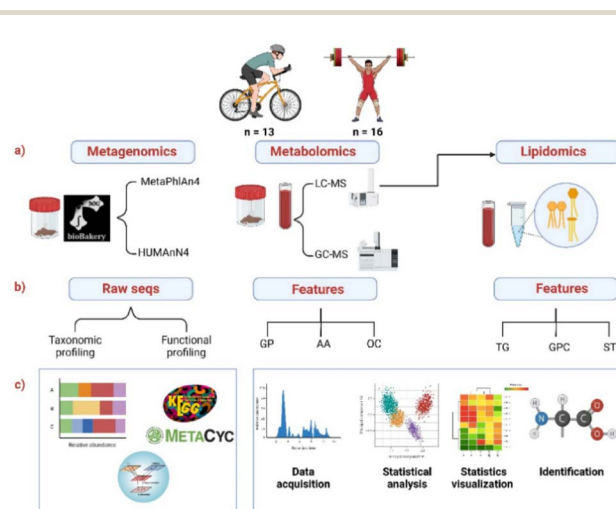 n = 13
n = 16
a)
Metagenomics
Metabolomics
Lipidomics
MetaPhlAn4
LC-MS
bioBakery
HUMAnN4
GC-MS
b)
Raw seqs
Features
Features
Taxonomic
profiling
Functional
profiling
GP
AA
OC
TG
GPC
ST
c)
A
B
C
Relative abundance
KEGG
METACYC
H
H
N
C
C
O
O
H
Data
acquisition
Statistical
analysis
Statistics
visualization
Identification